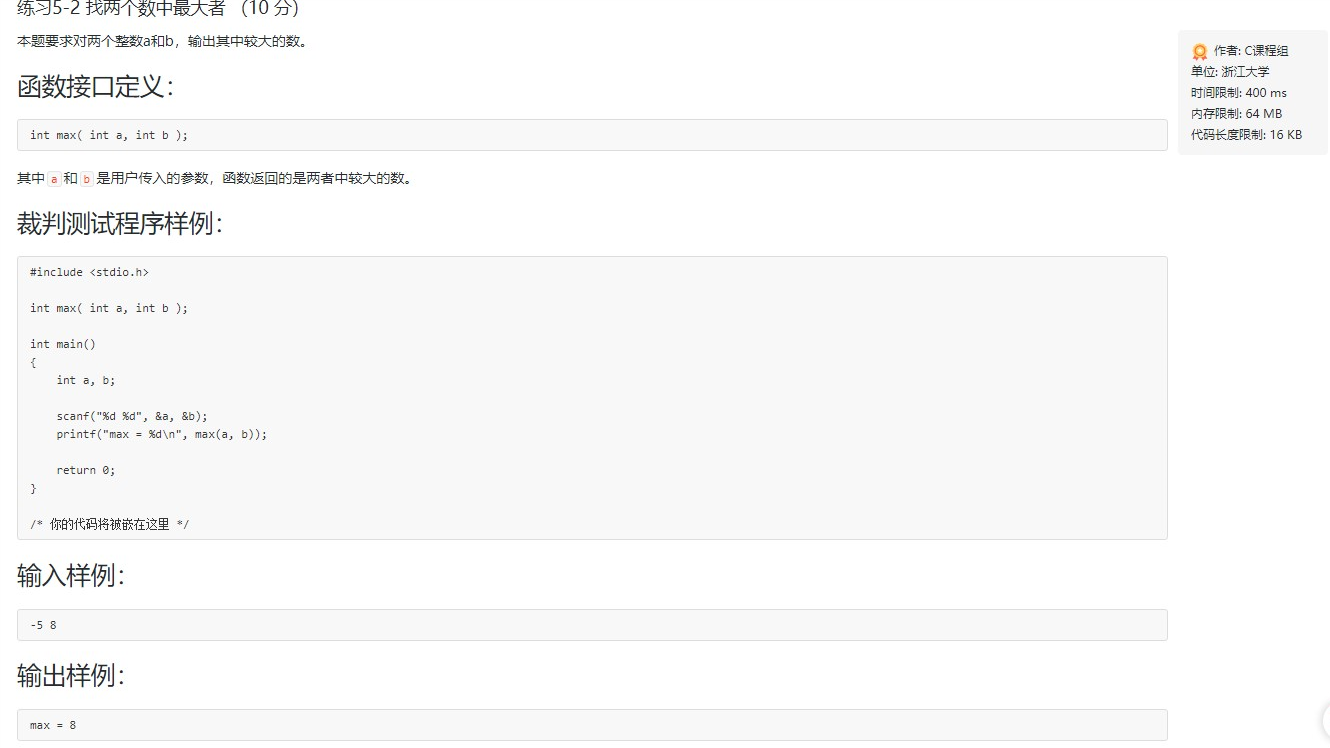 练习5-2 找两个数中最大者 （10 分）
本题要求对两个整数a和b，输出其中较大的数。
函数接口定义：
int max( int a, int b );
其中 a 和 b 是用户传入的参数，函数返回的是两者中较大的数。
裁判测试程序样例：
#include <stdio.h>
int max( int a, int b );
int main()
{
    int a, b;
    scanf("%d %d", &a, &b);
    printf("max = %d\n", max(a, b));
    return 0;
}
/* 你的代码将被嵌在这里 */
输入样例：
-5 8
输出样例：
max = 8
作者: C课程组
单位: 浙江大学
时间限制: 400 ms
内存限制: 64 MB
代码长度限制: 16 KB